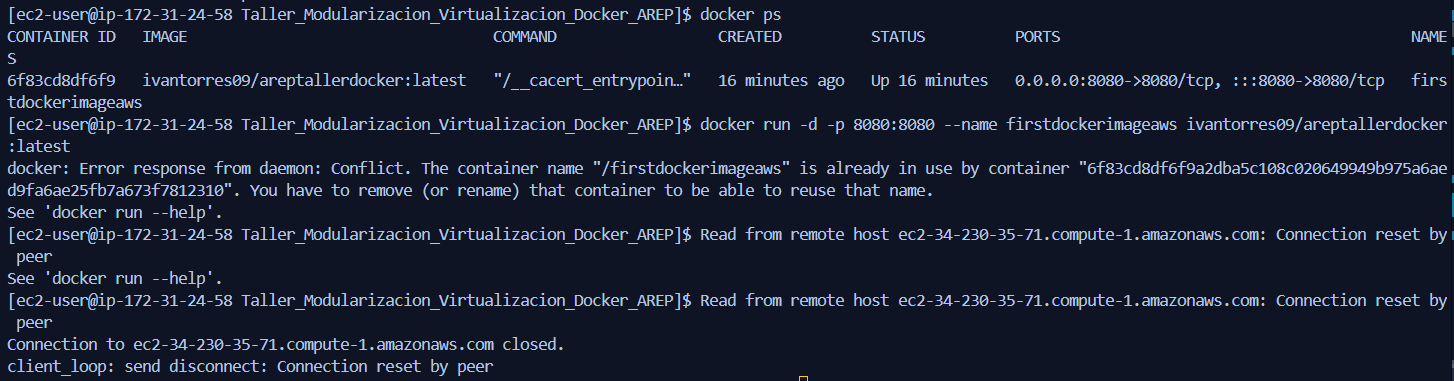 [ec2-user@ip-172-31-24-58 Taller_Modularizacion_Virtualizacion_Docker_AREP]$ docker ps
CONTAINER ID   IMAGE                                COMMAND                  CREATED          STATUS          PORTS                                       NAME
S
6f83cd8df6f9   ivantorres09/areptallerdocker:latest   "/__cacert_entrypoin…"   16 minutes ago   Up 16 minutes   0.0.0.0:8080->8080/tcp, :::8080->8080/tcp   firs
tdockerimageaws
[ec2-user@ip-172-31-24-58 Taller_Modularizacion_Virtualizacion_Docker_AREP]$ docker run -d -p 8080:8080 --name firstdockerimageaws ivantorres09/areptallerdocker
:latest
docker: Error response from daemon: Conflict. The container name "/firstdockerimageaws" is already in use by container "6f83cd8df6f9a2dba5c108c020649949b975a6ae
d9fa6ae25fb7a673f7812310". You have to remove (or rename) that container to be able to reuse that name.
See 'docker run --help'.
[ec2-user@ip-172-31-24-58 Taller_Modularizacion_Virtualizacion_Docker_AREP]$ Read from remote host ec2-34-230-35-71.compute-1.amazonaws.com: Connection reset by
 peer
See 'docker run --help'.
[ec2-user@ip-172-31-24-58 Taller_Modularizacion_Virtualizacion_Docker_AREP]$ Read from remote host ec2-34-230-35-71.compute-1.amazonaws.com: Connection reset by
 peer
Connection to ec2-34-230-35-71.compute-1.amazonaws.com closed.
client_loop: send disconnect: Connection reset by peer